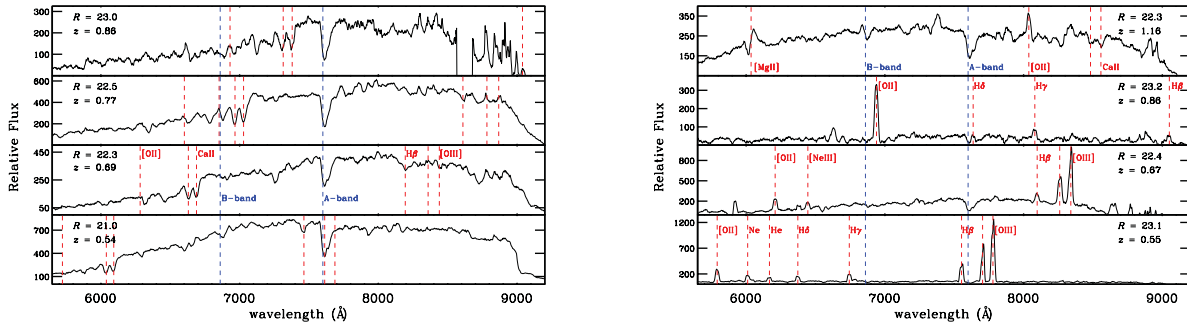 R = 23.0
z = 0.86
300
200
100
R = 22.5
z = 0.77
600
400
200
R = 22.3
z = 0.69
[OII]
CaII
Hβ
[OIII]
450
250
50
B-band
A-band
R = 21.0
z = 0.54
700
400
100
6000
7000
8000
9000
wavelength (Å)
Relative Flux
R = 22.3
z = 1.16
350
250
150
[MgII]
B-band
A-band
[OII]
CaII
R = 23.2
z = 0.86
[OII]
Hδ
Hγ
Hβ
300
200
100
R = 22.4
z = 0.67
[OII]
[NeIII]
Hβ
[OIII]
800
500
200
R = 23.1
z = 0.55
[OII]
Ne
He
Hδ
Hγ
Hβ
[OIII]
1200
700
200
6000
7000
8000
9000
wavelength (Å)
Relative Flux